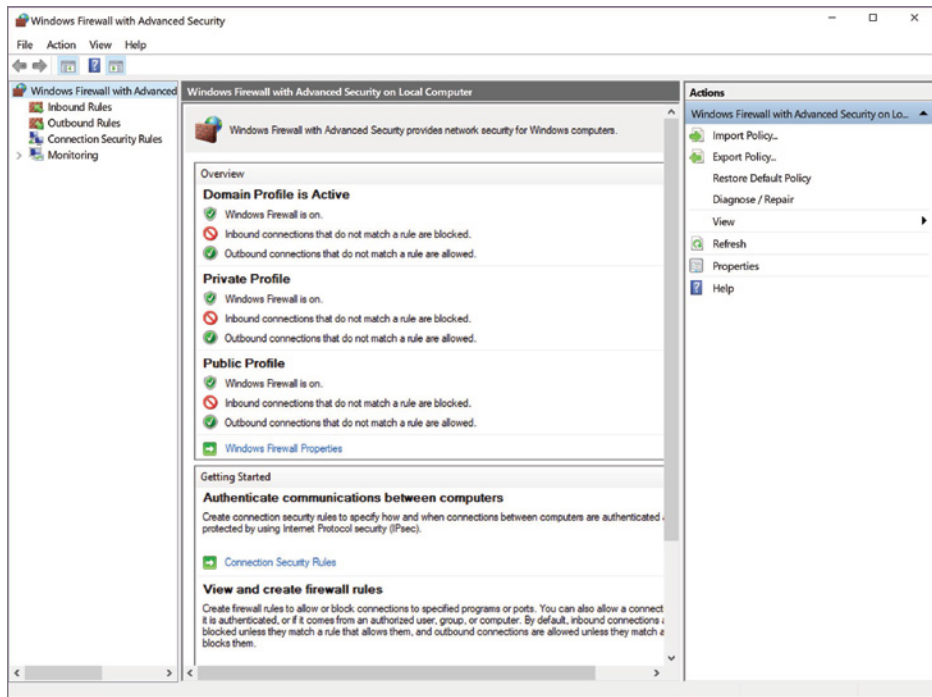 Windows Firewall with Advanced Security
File Action View Help
Windows Firewall with Advanced
Inbound Rules
Outbound Rules
Connection Security Rules
Monitoring
Windows Firewall with Advanced Security on Local Computer
Windows Firewall with Advanced Security provides network security for Windows computers.
Overview
Domain Profile is Active
Windows Firewall is on.
Inbound connections that do not match a rule are blocked.
Outbound connections that do not match a rule are allowed.
Private Profile
Windows Firewall is on.
Inbound connections that do not match a rule are blocked.
Outbound connections that do not match a rule are allowed.
Public Profile
Windows Firewall is on.
Inbound connections that do not match a rule are blocked.
Outbound connections that do not match a rule are allowed.
Windows Firewall Properties
Getting Started
Authenticate communications between computers
Create connection security rules to specify how and when connections between computers are authenticated
protected by using Internet Protocol security (IPsec).
Connection Security Rules
View and create firewall rules
Create firewall rules to allow or block connections to specified programs or ports. You can also allow a connect
it is authenticated, or if it comes from an authorized user, group, or computer. By default, inbound connections
blocked unless they match a rule that allows them, and outbound connections are allowed unless they match a
blocks them.
Actions
Windows Firewall with Advanced Security on Lo...
Import Policy...
Export Policy...
Restore Default Policy
Diagnose / Repair
View
Refresh
Properties
Help